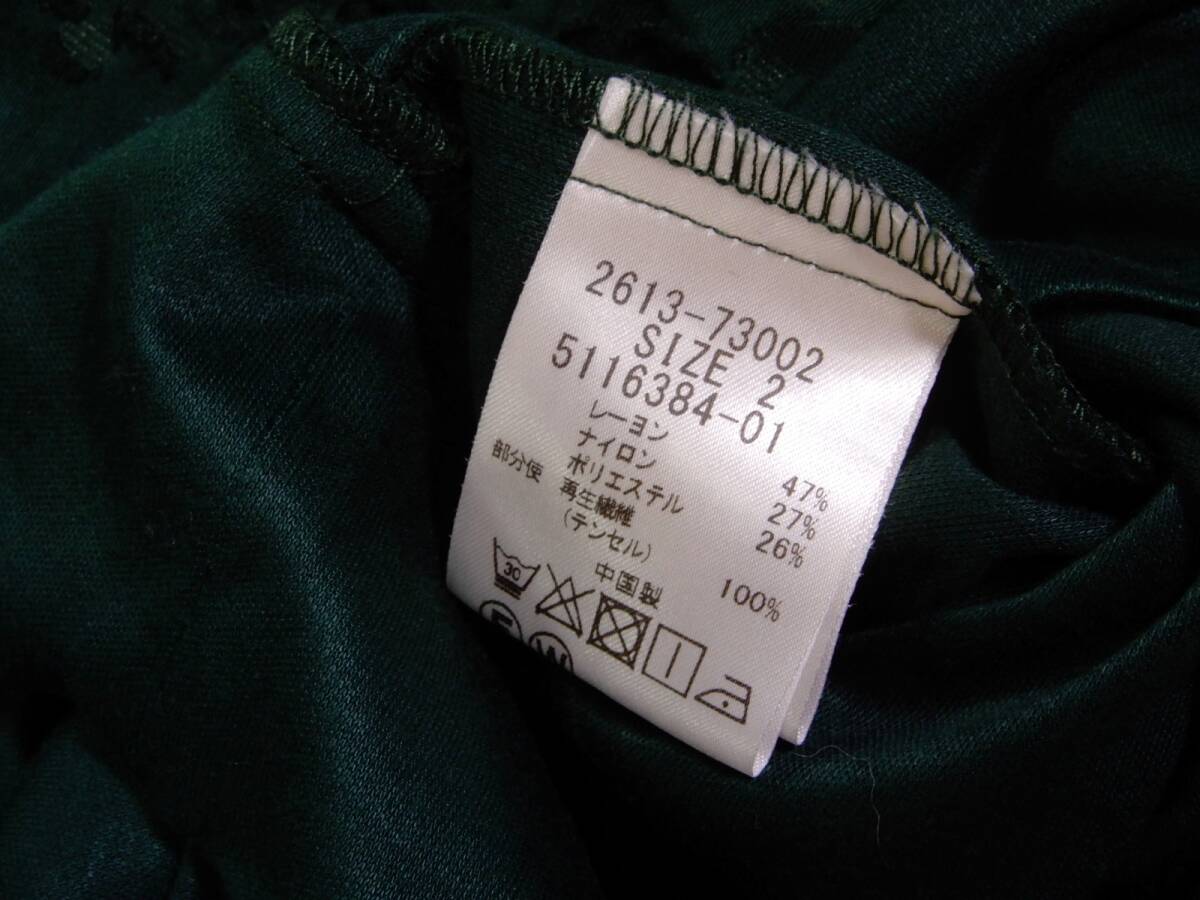 2613-73002
SIZE 2
5116384-01
レーヨン 47%
ナイロン 27%
ポリエステル 26%
部分使 再生繊維
(テンセル) 100%
中国製
30
F W